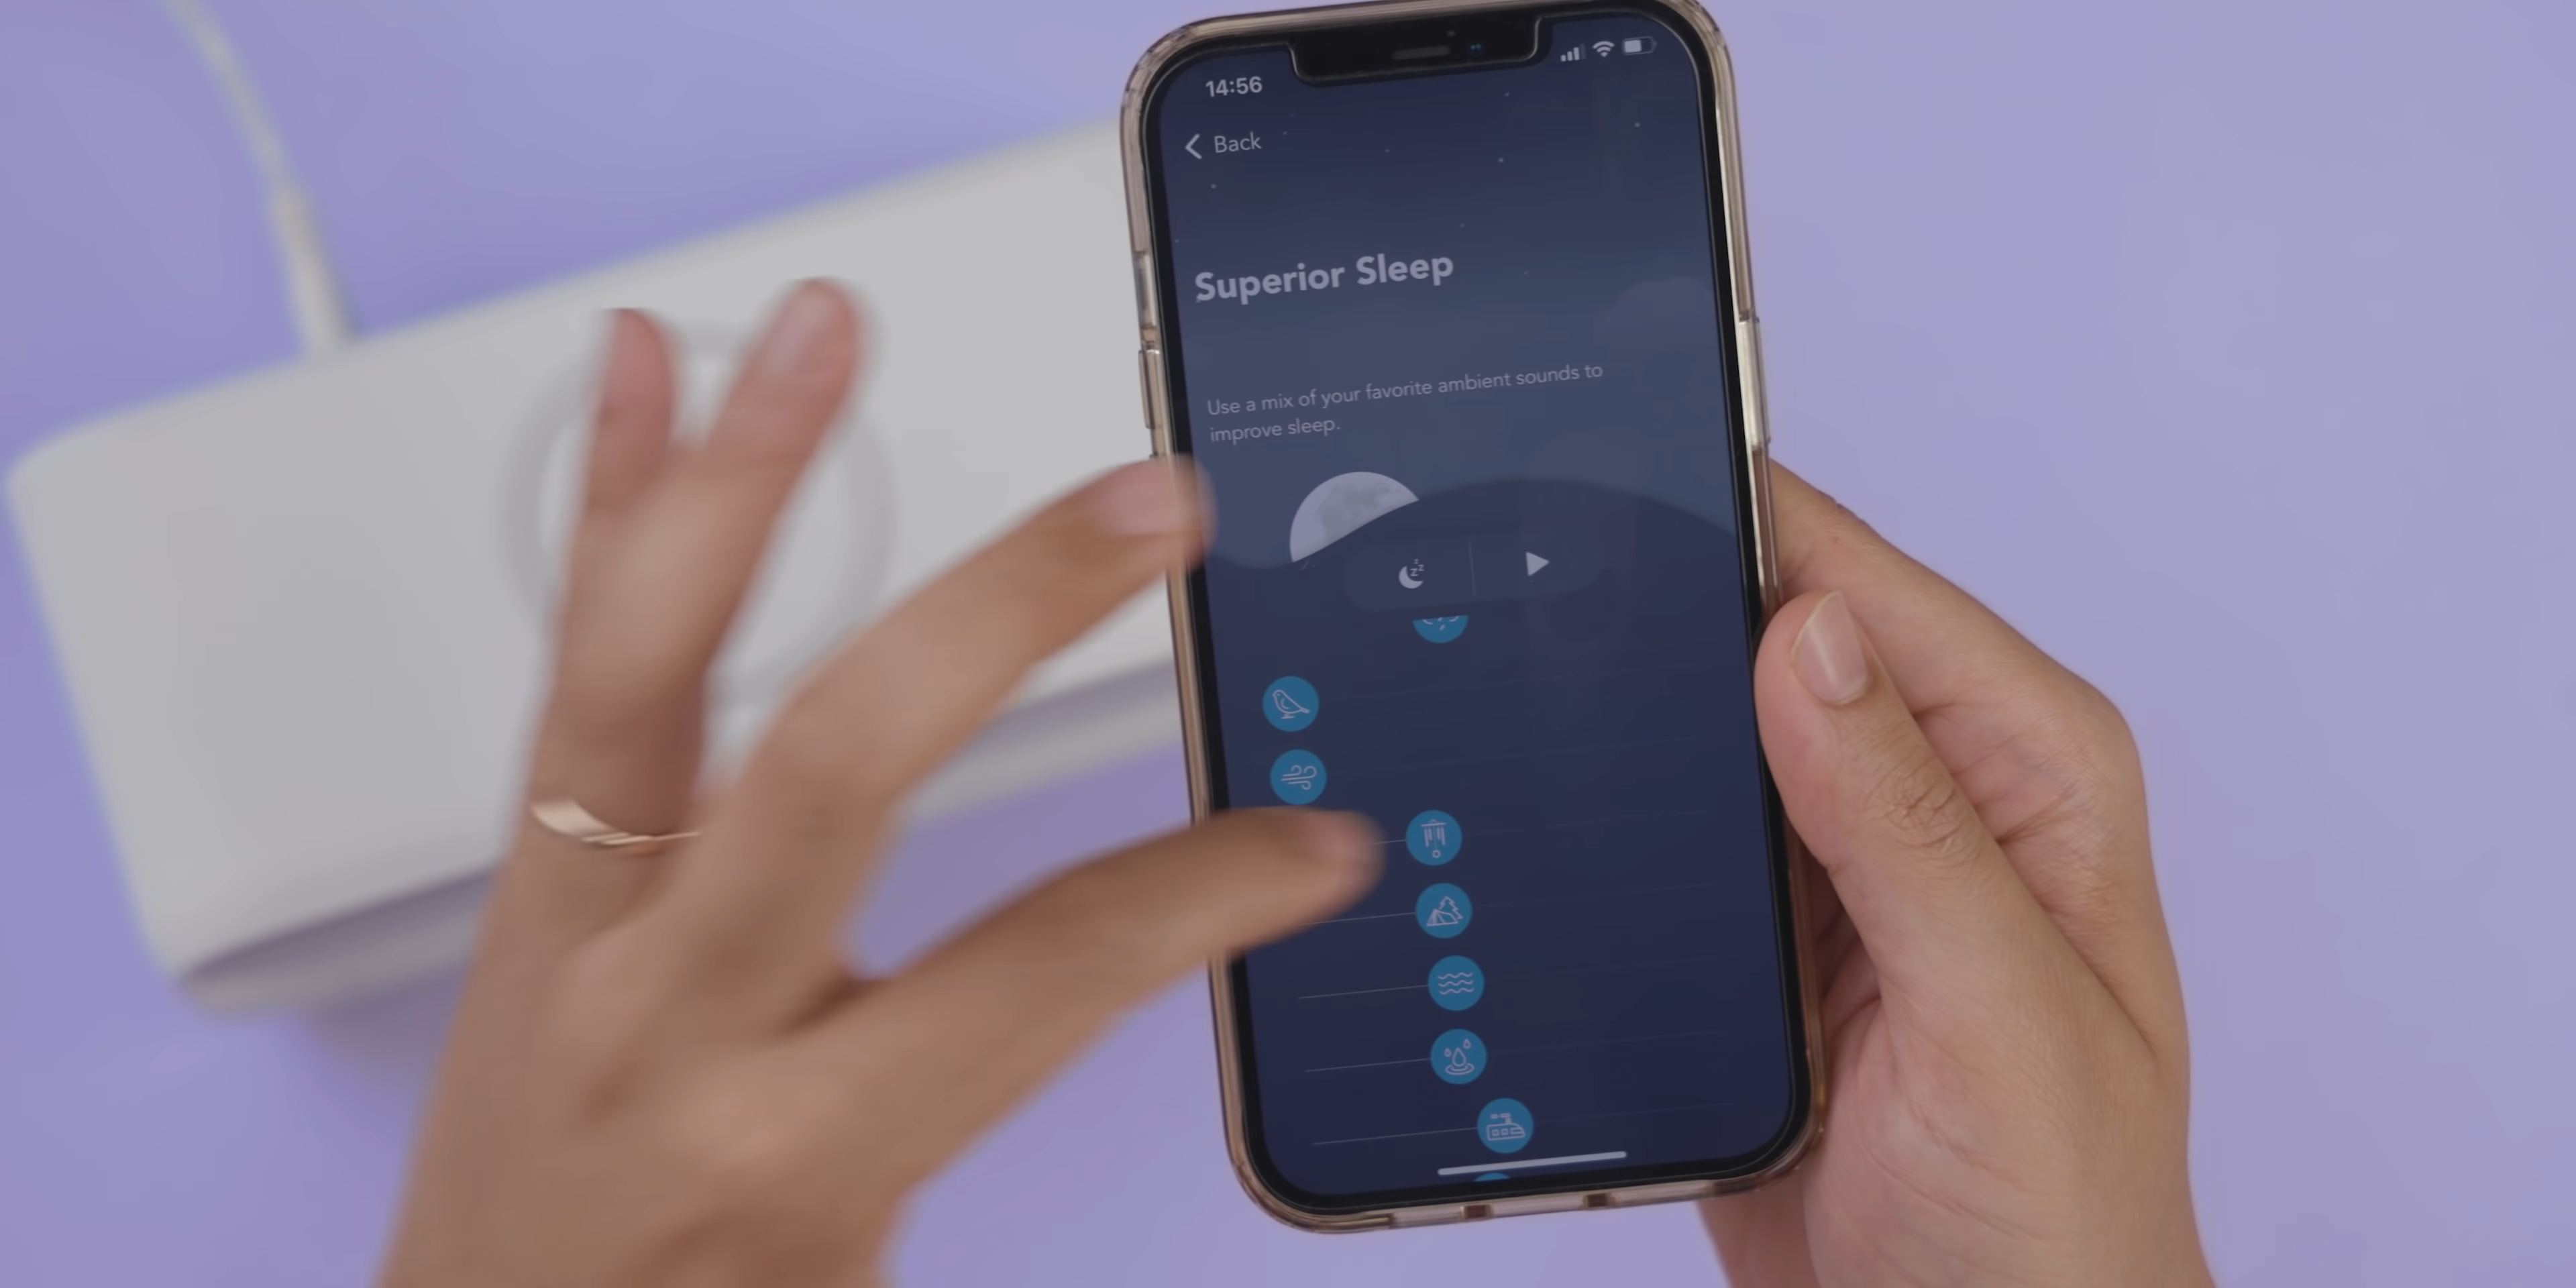 14:56
Back
Superior Sleep
Use a mix of your favorite ambient sounds to
improve sleep.